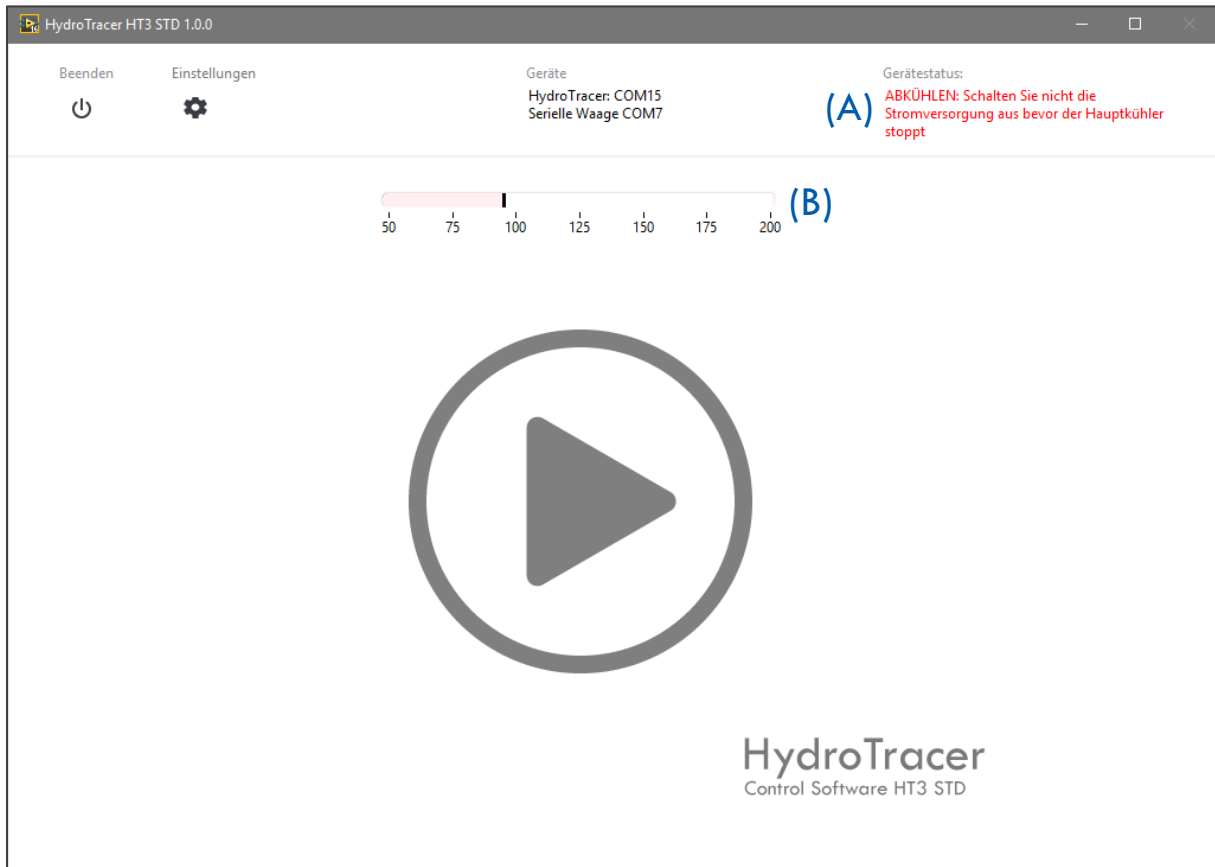 HydroTracer HT3 STD 1.0.0
Beenden
Einstellungen
Geräte
HydroTracer: COM15
Serielle Waage COM7
Gerätestatus:
(A)
ABKÜHLEN: Schalten Sie nicht die
Stromversorgung aus bevor der Hauptkühler
stoppt
(B)
50 75 100 125 150 175 200
HydroTracer
Control Software HT3 STD